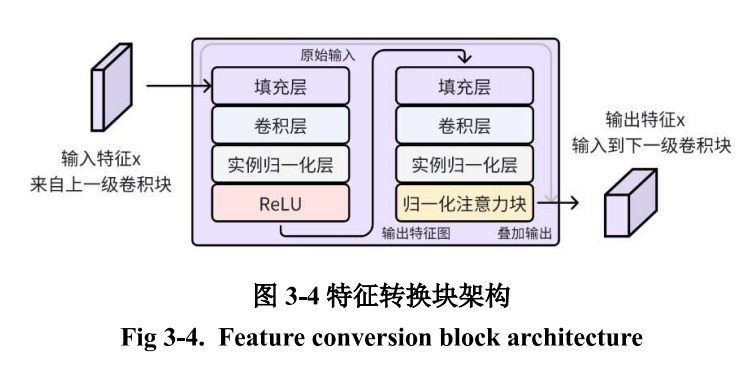 原始输入
填充层
卷积层
实例归一化层
ReLU
填充层
卷积层
实例归一化层
归一化注意力块
输入特征x
来自上一级卷积块
输出特征x
输入到下一级卷积块
输出特征图
叠加输出
图 3-4 特征转换块架构
Fig 3-4. Feature conversion block architecture